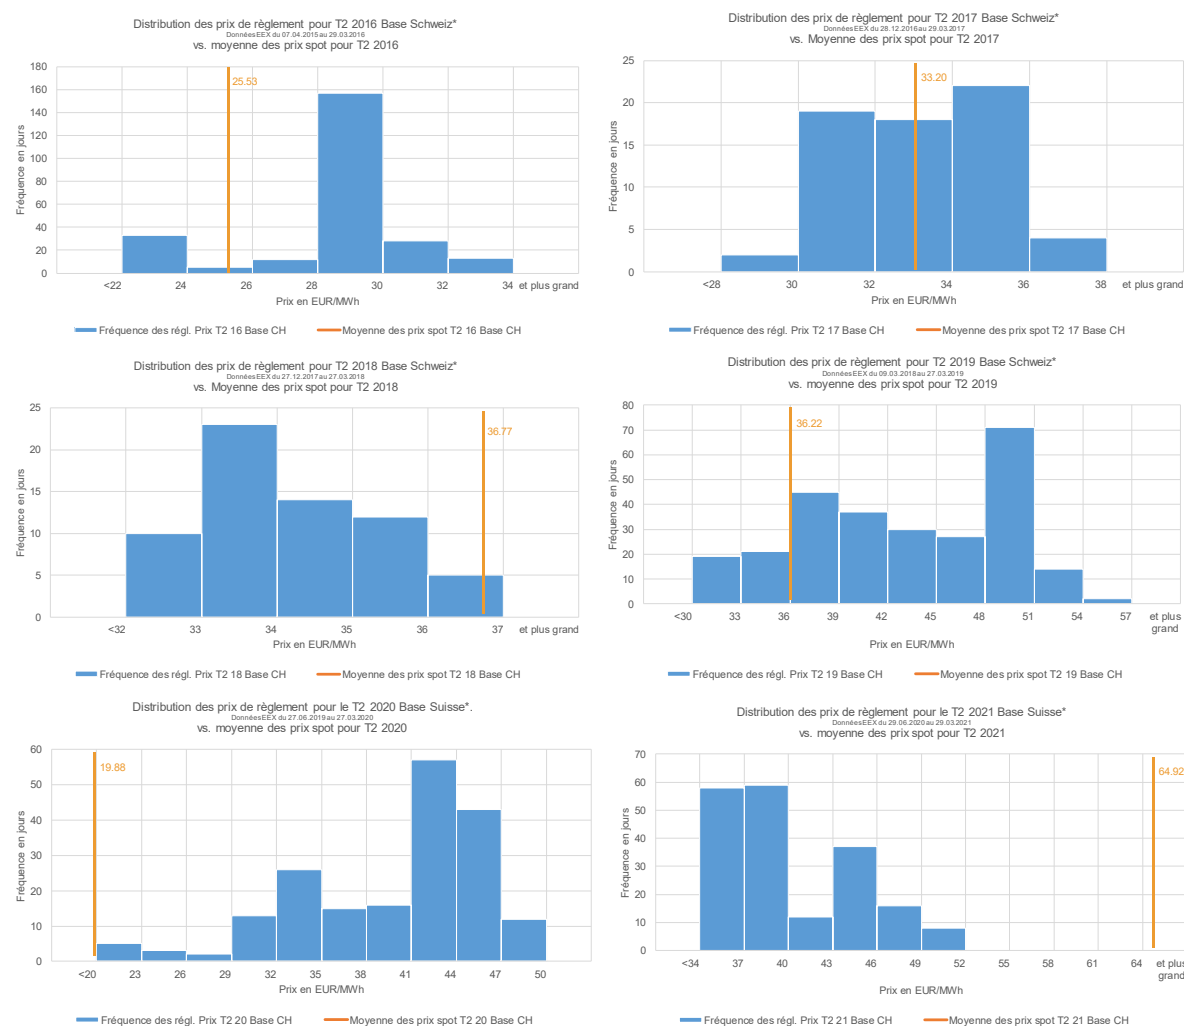 Distribution des prix de règlement pour T2 2016 Base Schweiz*
Données EEX du 07.04.2015 au 29.03.2016
vs. moyenne des prix spot pour T2 2016
180
160
140
120
100
80
60
40
20
0
Fréquence en jours
25.53
<22
24
26
28
30
32
34
et plus grand
Prix en EUR/MWh
Fréquence des régl. Prix T2 16 Base CH
Moyenne des prix spot T2 16 Base CH
Distribution des prix de règlement pour T2 2017 Base Schweiz*
Données EEX du 28.12.2016 au 29.03.2017
vs. Moyenne des prix spot pour T2 2017
25
20
15
10
5
0
Fréquence en jours
33.20
<28
30
32
34
36
38
et plus grand
Prix en EUR/MWh
Fréquence des régl. Prix T2 17 Base CH
Moyenne des prix spot T2 17 Base CH
Distribution des prix de règlement pour T2 2018 Base Schweiz*
Données EEX du 27.12.2017 au 27.03.2018
vs. Moyenne des prix spot pour T2 2018
25
20
15
10
5
0
Fréquence en jours
36.77
<32
33
34
35
36
37
et plus grand
Prix en EUR/MWh
Fréquence des régl. Prix T2 18 Base CH
Moyenne des prix spot T2 18 Base CH
Distribution des prix de règlement pour T2 2019 Base Schweiz*
Données EEX du 09.03.2018 au 27.03.2019
vs. moyenne des prix spot pour T2 2019
80
70
60
50
40
30
20
10
0
Fréquence en jours
36.22
<30
33
36
39
42
45
48
51
54
57
et plus
grand
Prix en EUR/MWh
Fréquence des régl. Prix T2 19 Base CH
Moyenne des prix spot T2 19 Base CH
Distribution des prix de règlement pour le T2 2020 Base Suisse*.
Données EEX du 27.06.2019 au 27.03.2020
vs. moyenne des prix spot pour T2 2020
60
50
40
30
20
10
0
Fréquence en jours
19.88
<20
23
26
29
32
35
38
41
44
47
50
Prix en EUR/MWh
Fréquence des régl. Prix T2 20 Base CH
Moyenne des prix spot T2 20 Base CH
Distribution des prix de règlement pour le T2 2021 Base Suisse*
Données EEX du 29.06.2020 au 29.03.2021
vs. moyenne des prix spot pour T2 2021
70
60
50
40
30
20
10
0
Fréquence en jours
64.92
<34
37
40
43
46
49
52
55
58
61
64
et plus
grand
Prix en EUR/MWh
Fréquence des régl. Prix T2 21 Base CH
Moyenne des prix spot T2 21 Base CH